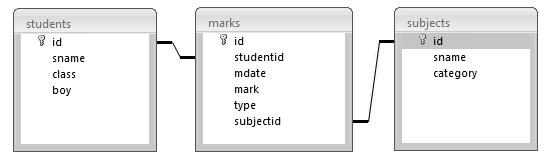 students
id
sname
class
boy
marks
id
studentid
mdate
mark
type
subjectid
subjects
id
sname
category